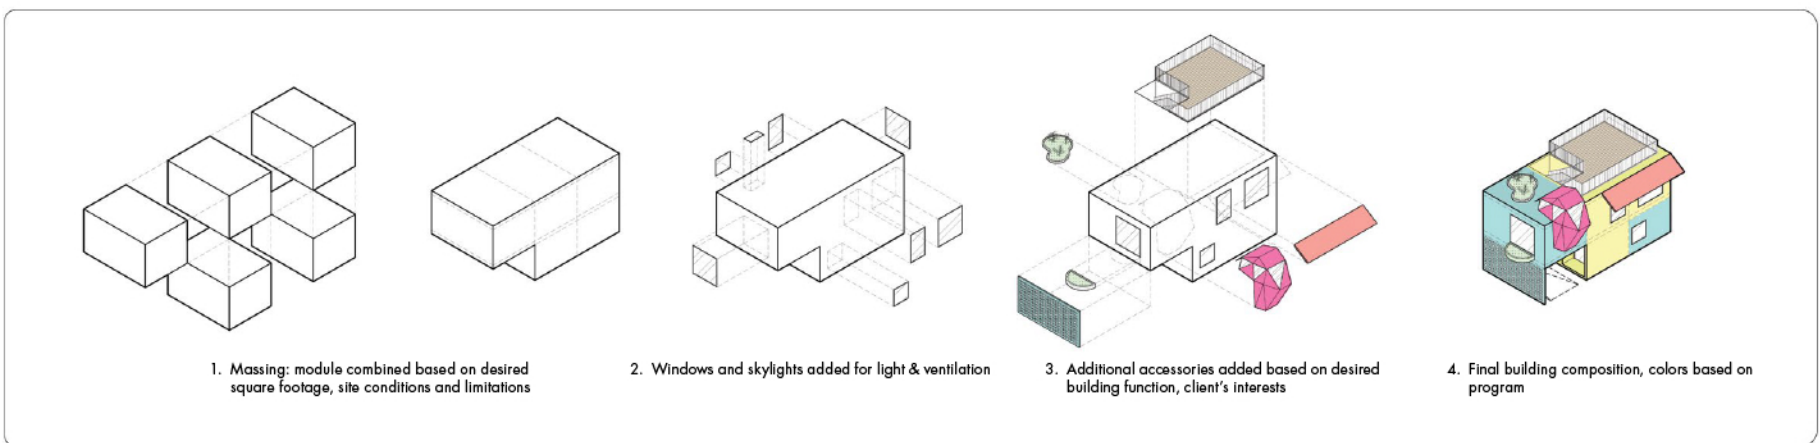 1. Massing: module combined based on desired
square footage, site conditions and limitations
2. Windows and skylights added for light & ventilation
3. Additional accessories added based on desired
building function, client's interests
4. Final building composition, colors based on
program